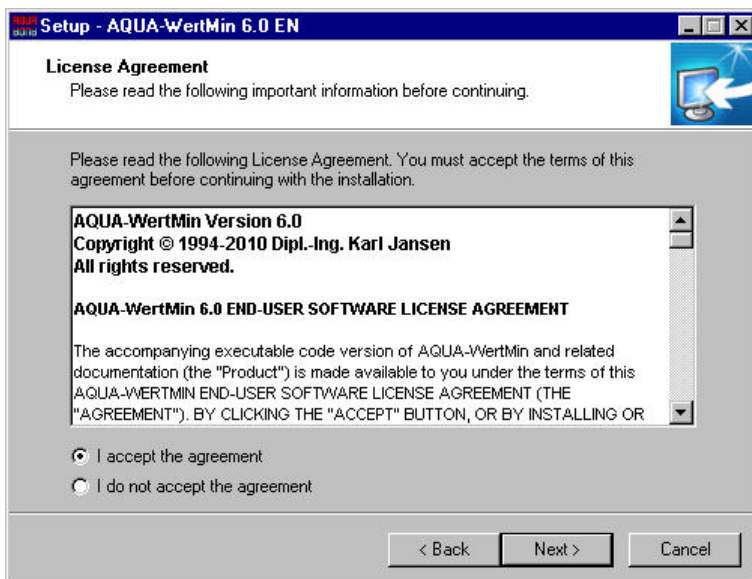 Setup - AQUA-WertMin 6.0 EN
License Agreement
Please read the following important information before continuing.
Please read the following License Agreement. You must accept the terms of this
agreement before continuing with the installation.
AQUA-WertMin Version 6.0
Copyright © 1994-2010 Dipl.-Ing. Karl Jansen
All rights reserved.
AQUA-WertMin 6.0 END-USER SOFTWARE LICENSE AGREEMENT
The accompanying executable code version of AQUA-WertMin and related
documentation (the "Product") is made available to you under the terms of this
AQUA-WERTMIN END-USER SOFTWARE LICENSE AGREEMENT (THE
"AGREEMENT"). BY CLICKING THE "ACCEPT" BUTTON, OR BY INSTALLING OR
I accept the agreement
I do not accept the agreement
< Back
Next >
Cancel